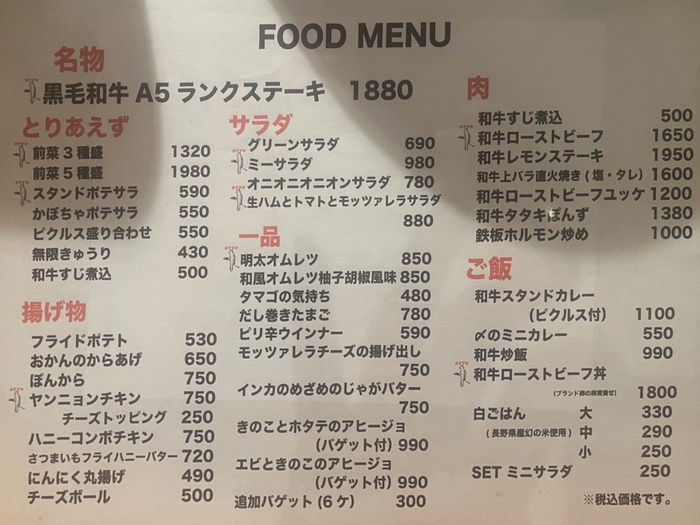 FOOD MENU
名物
黒毛和牛 A5 ランクステーキ 1880
とりあえず
前菜3種盛 1320
前菜5種盛 1980
スタンドポテサラ 590
かぼちゃポテサラ 550
ピクルス盛り合わせ 550
無限きゅうり 430
和牛すじ煮込 500
揚げ物
フライドポテト 530
おかんのからあげ 650
ぽんから 750
ヤンニョンチキン 750
チーズトッピング 250
ハニーコンボチキン 750
さつまいもフライハニーバター 720
にんにく丸揚げ 490
チーズボール 500
サラダ
グリーンサラダ 690
ミーサラダ 980
オニオニオニオンサラダ 780
生ハムとトマトとモッツァレラサラダ
880
一品
明太オムレツ 850
和風オムレツ柚子胡椒風味 850
タマゴの気持ち 480
だし巻きたまご 780
ピリ辛ウインナー 590
モッツァレラチーズの揚げ出し
750
インカのめざめのじゃがバター
750
きのことホタテのアヒージョ
(バゲット付) 990
エビときのこのアヒージョ
(バゲット付) 990
追加バゲット (6ケ) 300
肉
和牛すじ煮込 500
和牛ローストビーフ 1650
和牛レモンステーキ 1950
和牛上バラ直火焼き (塩・タレ) 1600
和牛ローストビーフユッケ 1200
和牛タタキぽんず 1380
鉄板ホルモン炒め 1000
ご飯
和牛スタンドカレー
(ピクルス付) 1100
〆のミニカレー 550
和牛炒飯 990
和牛ローストビーフ丼
1800
白ごはん 大 330
(長野県産幻の米使用) 中 290
小 250
SET ミニサラダ 250
※税込価格です。